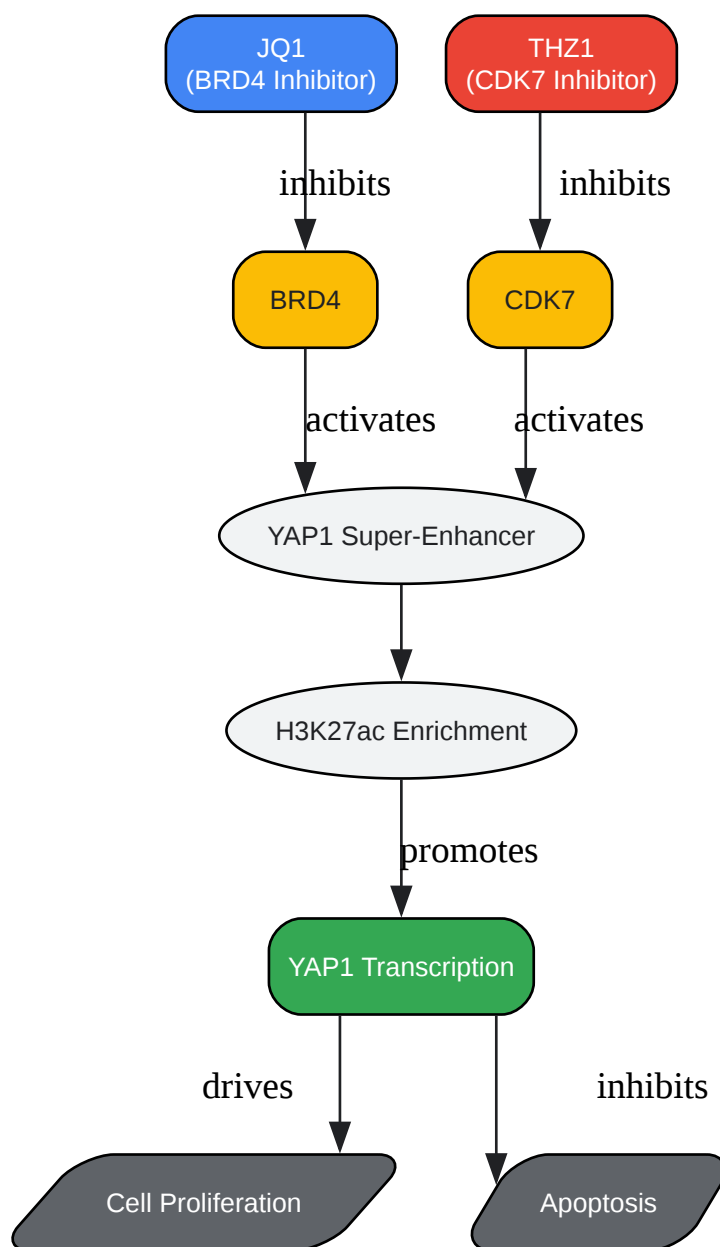 JQ1
(BRD4 Inhibitor)
THZ1
(CDK7 Inhibitor)
inhibits
inhibits
BRD4
CDK7
activates
activates
YAP1 Super-Enhancer
H3K27ac Enrichment
promotes
YAP1 Transcription
drives
inhibits
Cell Proliferation
Apoptosis